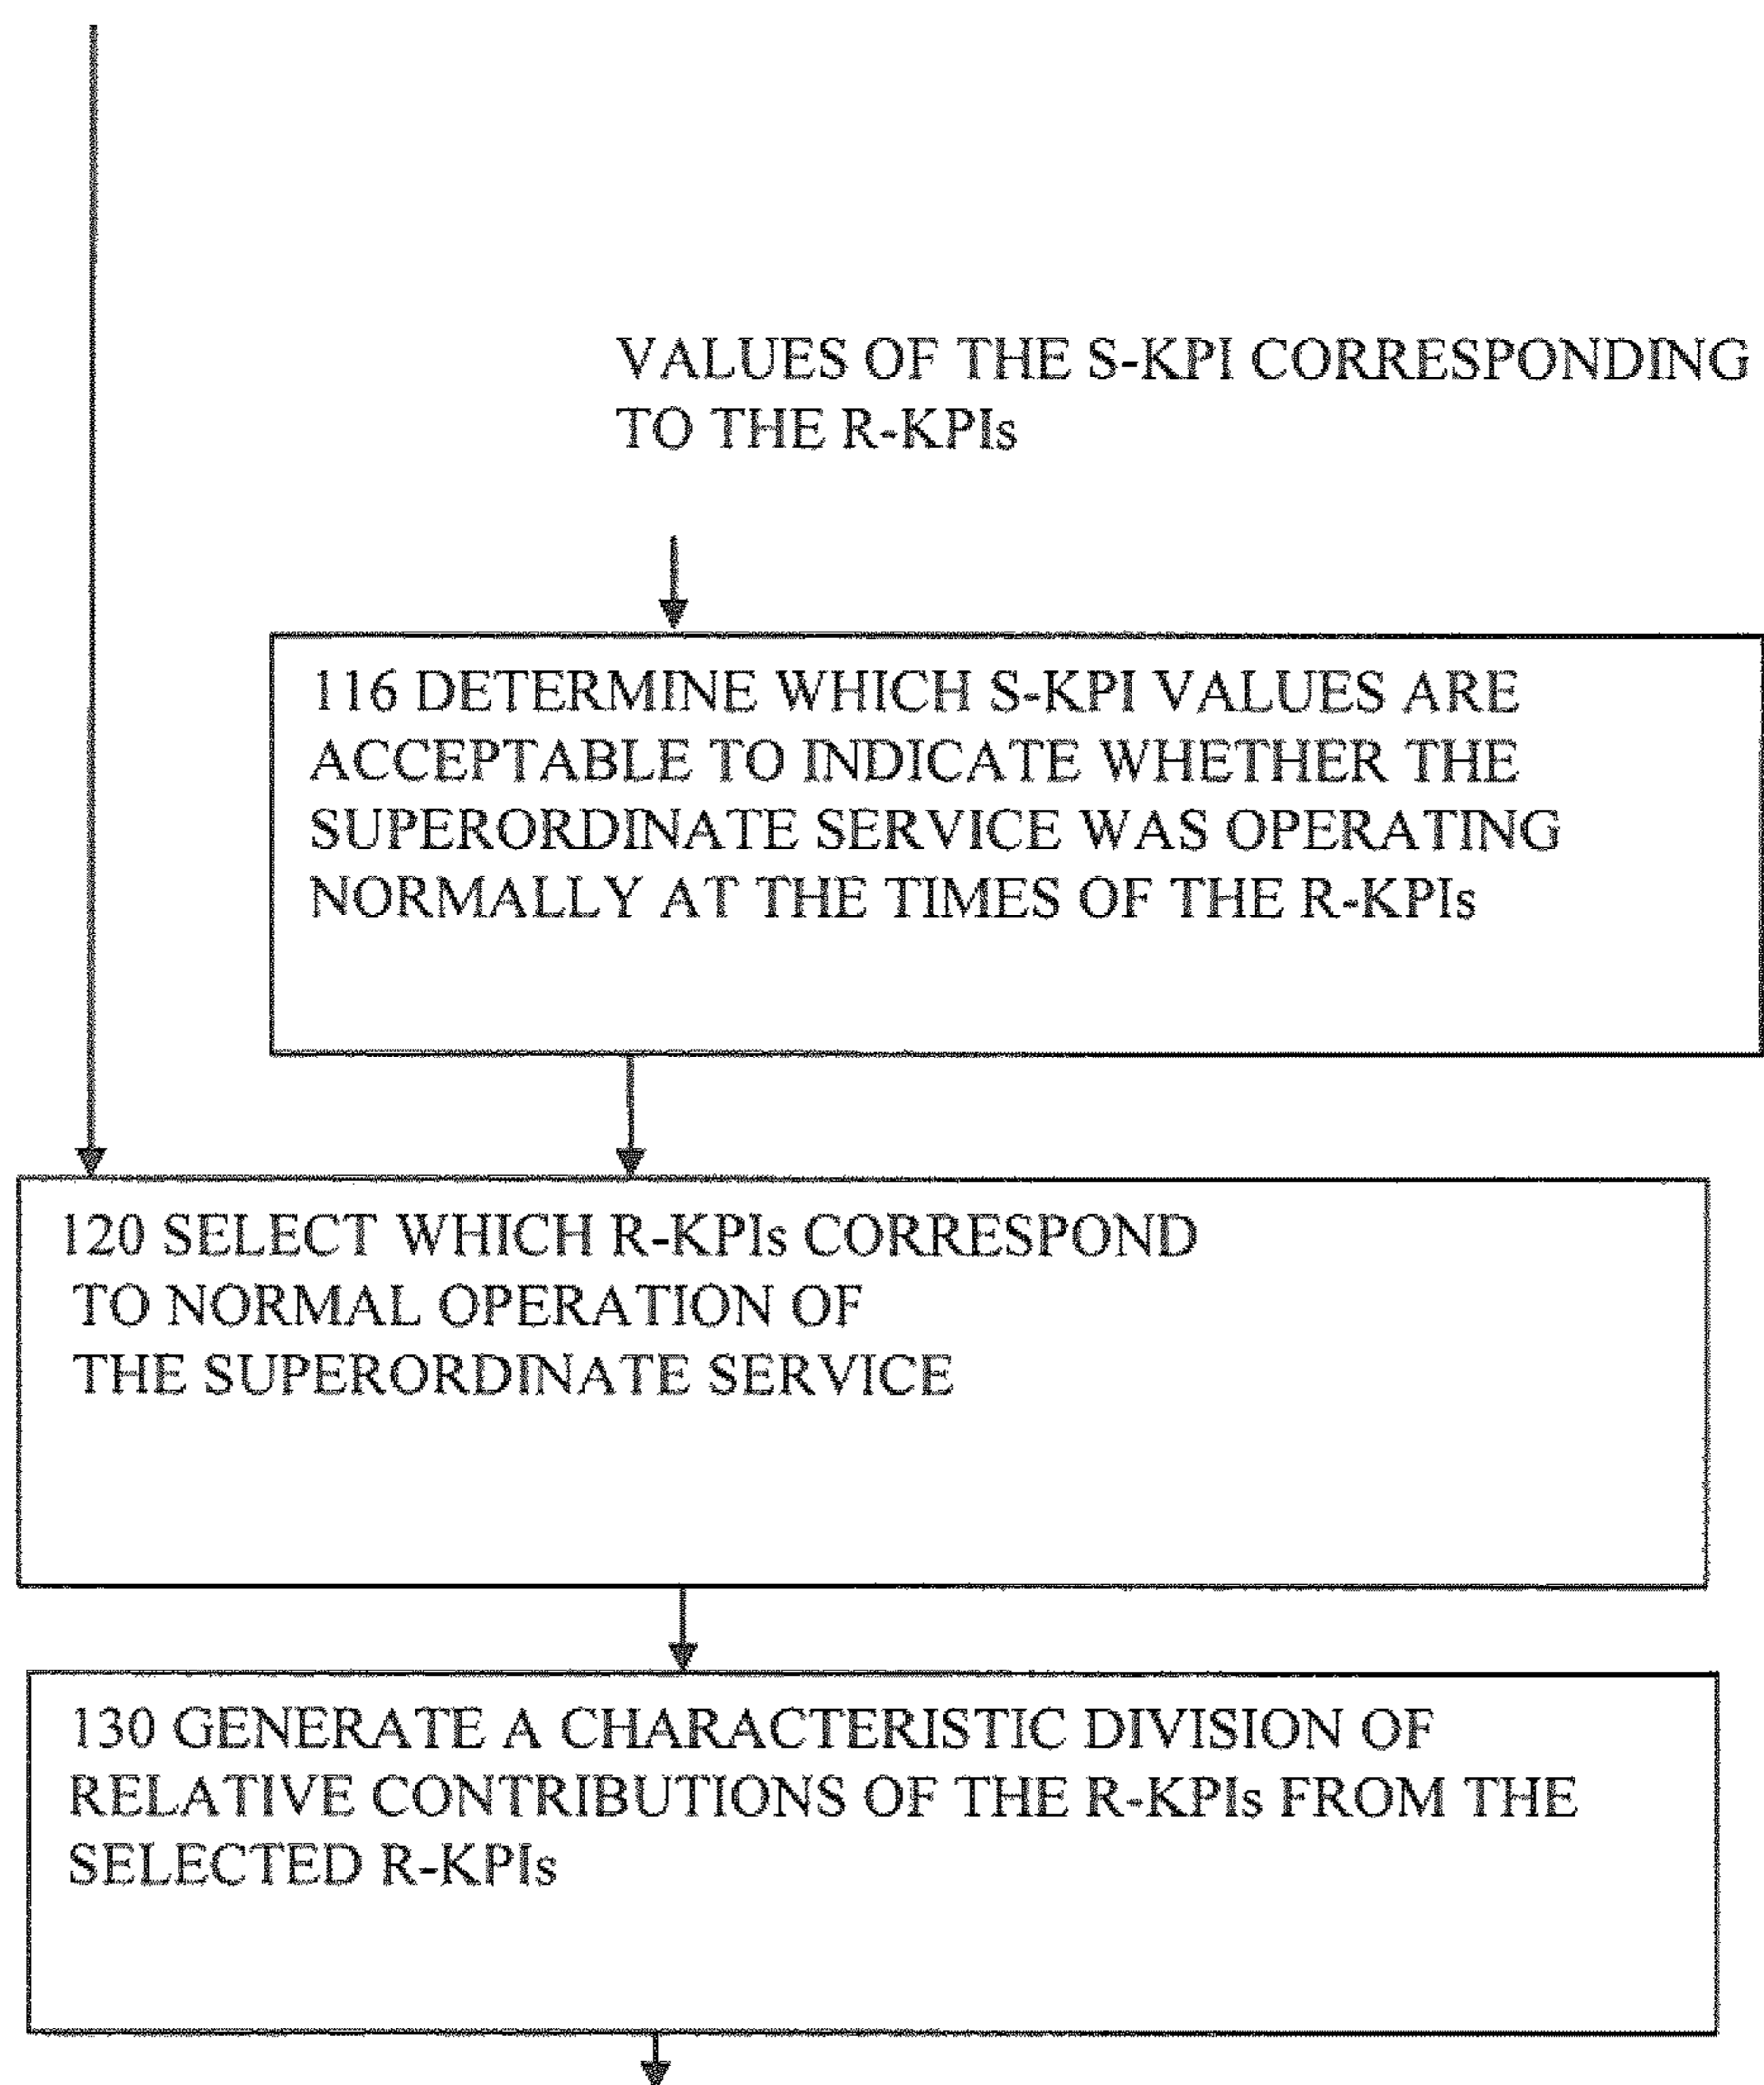 VALUES OF THE S-KPI CORRESPONDING
TO THE R-KPIs
116 DETERMINE WHICH S-KPI VALUES ARE
ACCEPTABLE TO INDICATE WHETHER THE
SUPERORDINATE SERVICE WAS OPERATING
NORMALLY AT THE TIMES OF THE R-KPIs
120 SELECT WHICH R-KPIs CORRESPOND
TO NORMAL OPERATION OF
THE SUPERORDINATE SERVICE
130 GENERATE A CHARACTERISTIC DIVISION OF
RELATIVE CONTRIBUTIONS OF THE R-KPIs FROM THE
SELECTED R-KPIs